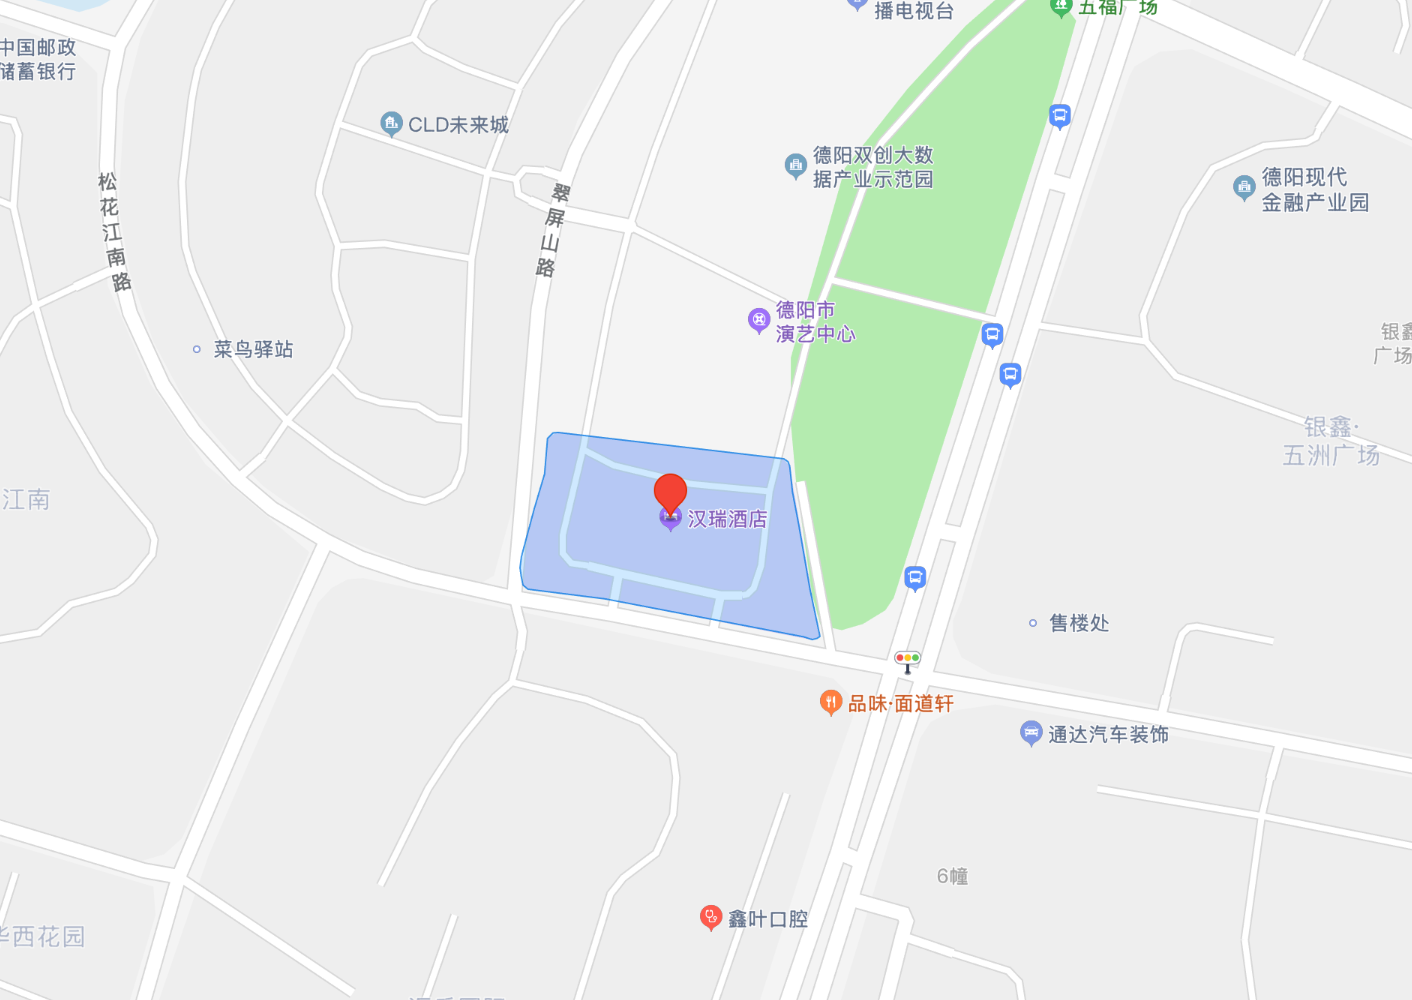 播电视台
五福广场
中国邮政
储蓄银行
CLD未来城
德阳双创大数
据产业示范园
德阳现代
金融产业园
松花江南路
翠屏山路
德阳市
演艺中心
菜鸟驿站
银鑫
广场
银鑫·
五洲广场
江南
汉瑞酒店
售楼处
品味·面道轩
通达汽车装饰
6幢
鑫叶口腔
华西花园